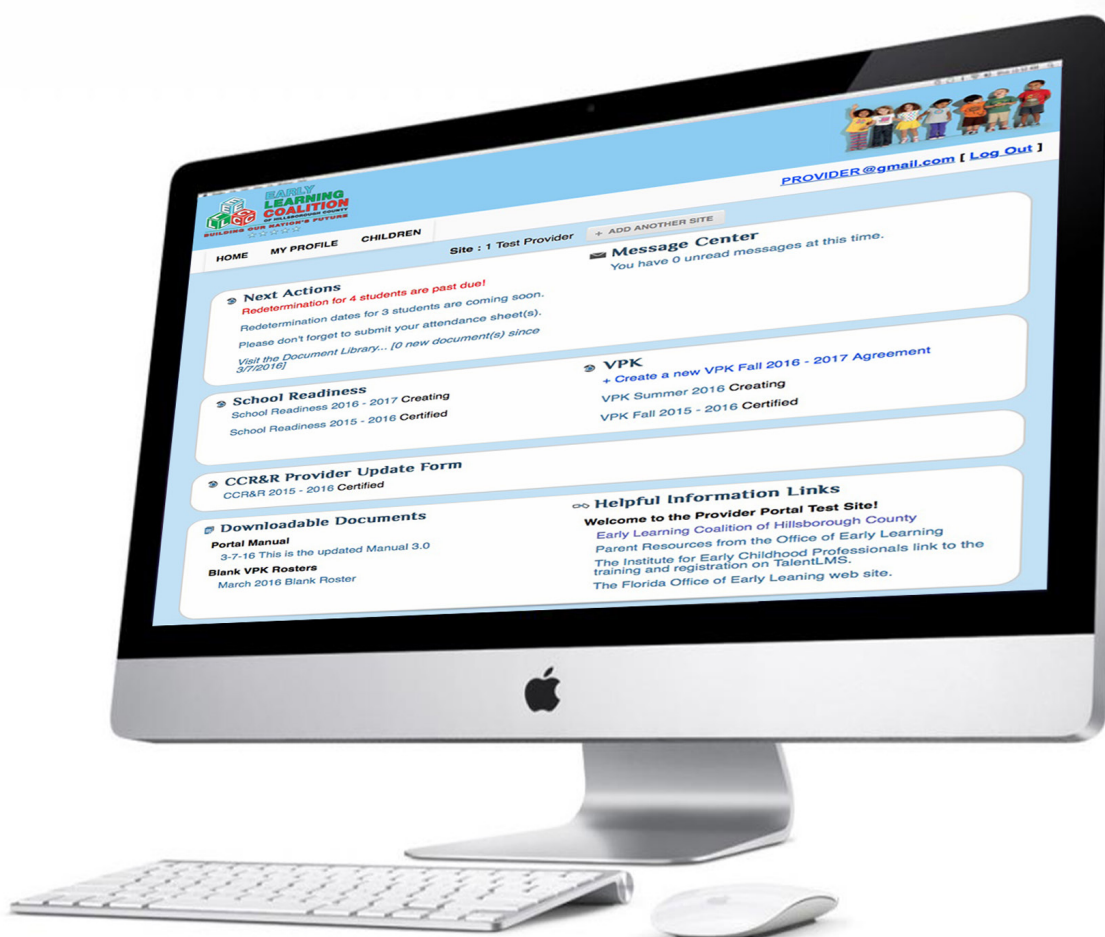 EARLY
LEARNING
COALITION
OF HILLSBOROUGH COUNTY
BUILDING OUR NATION'S FUTURE
PROVIDER@gmail.com [ Log Out ]
HOME MY PROFILE CHILDREN
Site : 1 Test Provider + ADD ANOTHER SITE
Next Actions
Redetermination for 4 students are past due!
Redetermination dates for 3 students are coming soon.
Please don't forget to submit your attendance sheet(s).
Visit the Document Library... [0 new document(s) since
3/7/2016]
Message Center
You have 0 unread messages at this time.
School Readiness
School Readiness 2016 - 2017 Creating
School Readiness 2015 - 2016 Certified
VPK
+ Create a new VPK Fall 2016 - 2017 Agreement
VPK Summer 2016 Creating
VPK Fall 2015 - 2016 Certified
CCR&R Provider Update Form
CCR&R 2015 - 2016 Certified
Downloadable Documents
Portal Manual
3-7-16 This is the updated Manual 3.0
Blank VPK Rosters
March 2016 Blank Roster
Helpful Information Links
Welcome to the Provider Portal Test Site!
Early Learning Coalition of Hillsborough County
Parent Resources from the Office of Early Learning
The Institute for Early Childhood Professionals link to the
training and registration on TalentLMS.
The Florida Office of Early Leaning web site.